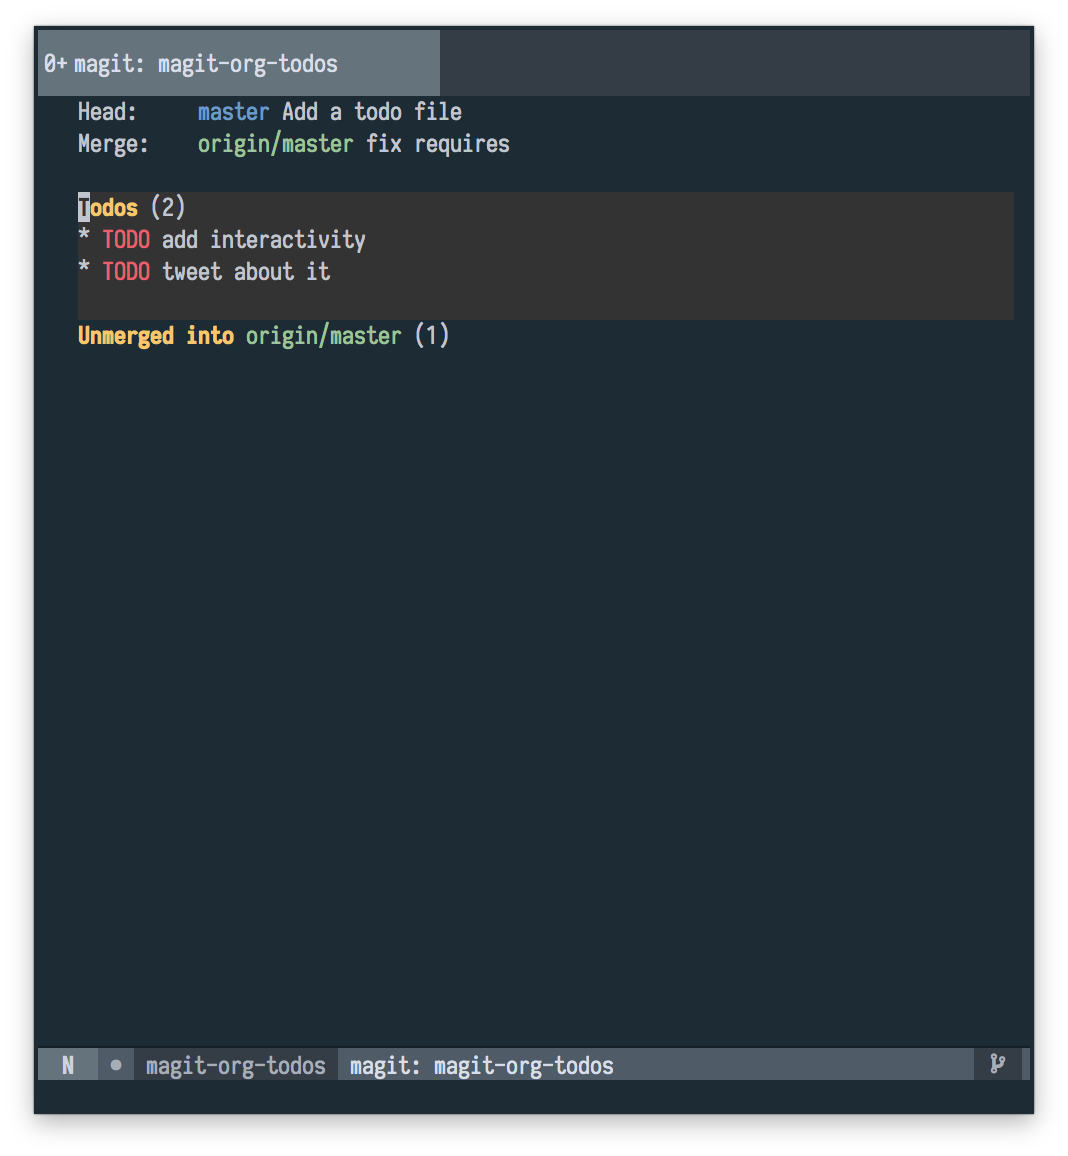 0+ magit: magit-org-todos
Head: master Add a todo file
Merge: origin/master fix requires
Todos (2)
* TODO add interactivity
* TODO tweet about it
Unmerged into origin/master (1)
N • magit-org-todos magit: magit-org-todos